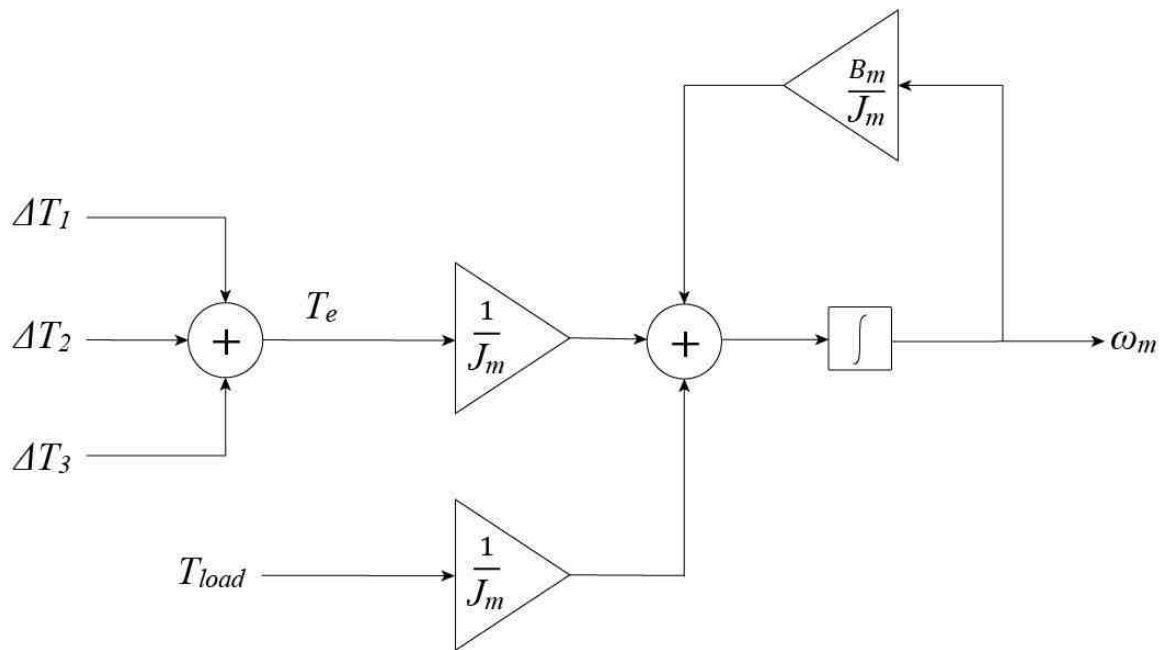 B_m
J_m
ΔT_1
T_e
1
J_m
ΔT_2
+
+
∫
ω_m
ΔT_3
1
J_m
T_load